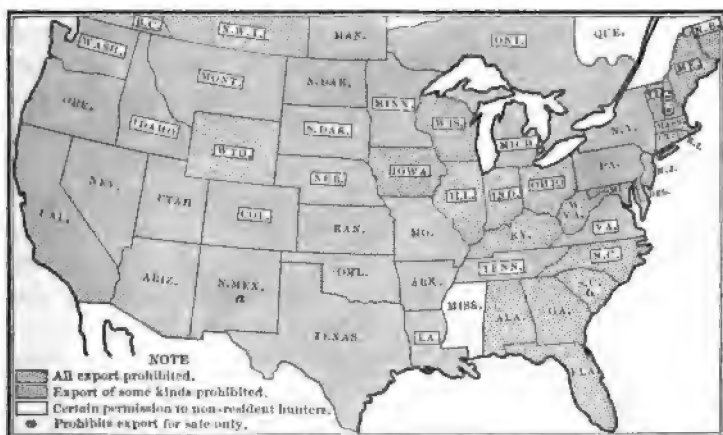 B.C.
N.W.T.
MAN.
ONT.
QUE.
N.B.
WASH.
MONT.
N.DAK.
MINN.
ME.
ORE.
IDAHO
WYO.
S.DAK.
WIS.
MICH.
N.Y.
MASS.
NEV.
UTAH
COL.
NEB.
IOWA
ILL.
IND.
OHIO
PA.
N.J.
CAL.
KAN.
MO.
KY.
W.
VA.
VA.
ARIZ.
N.MEX.
a
OKL.
ARK.
TENN.
N.C.
S.C.
a
TEXAS
LA.
MISS.
ALA.
GA.
FLA.
NOTE
All export prohibited.
Export of some kinds prohibited.
Certain permission to non-resident hunters.
a Prohibits export for sale only.